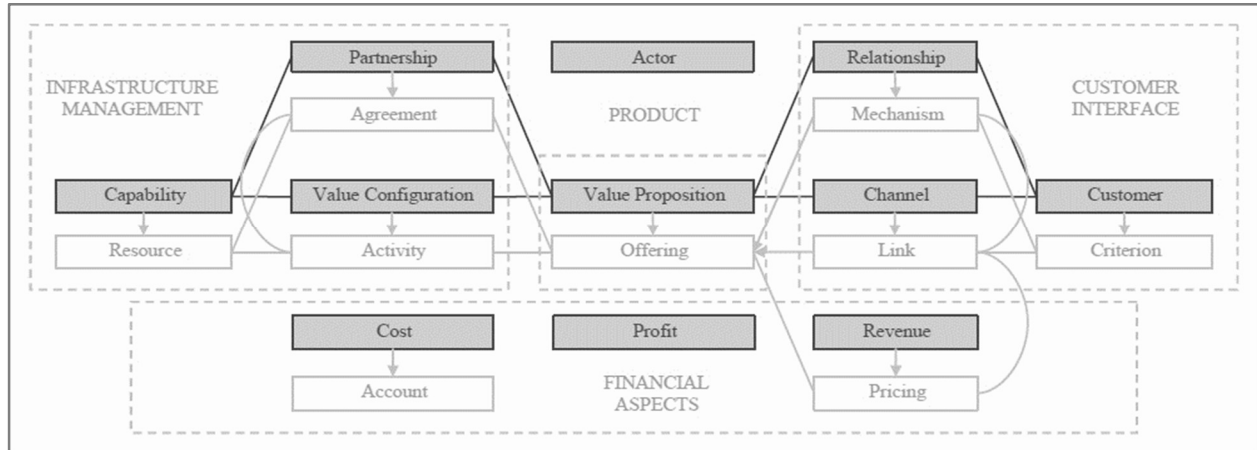 Partnership
Actor
Relationship
INFRASTRUCTURE
MANAGEMENT
CUSTOMER
INTERFACE
Agreement
PRODUCT
Mechanism
Capability
Value Configuration
Value Proposition
Channel
Customer
Resource
Activity
Offering
Link
Criterion
Cost
Profit
Revenue
Account
FINANCIAL
ASPECTS
Pricing